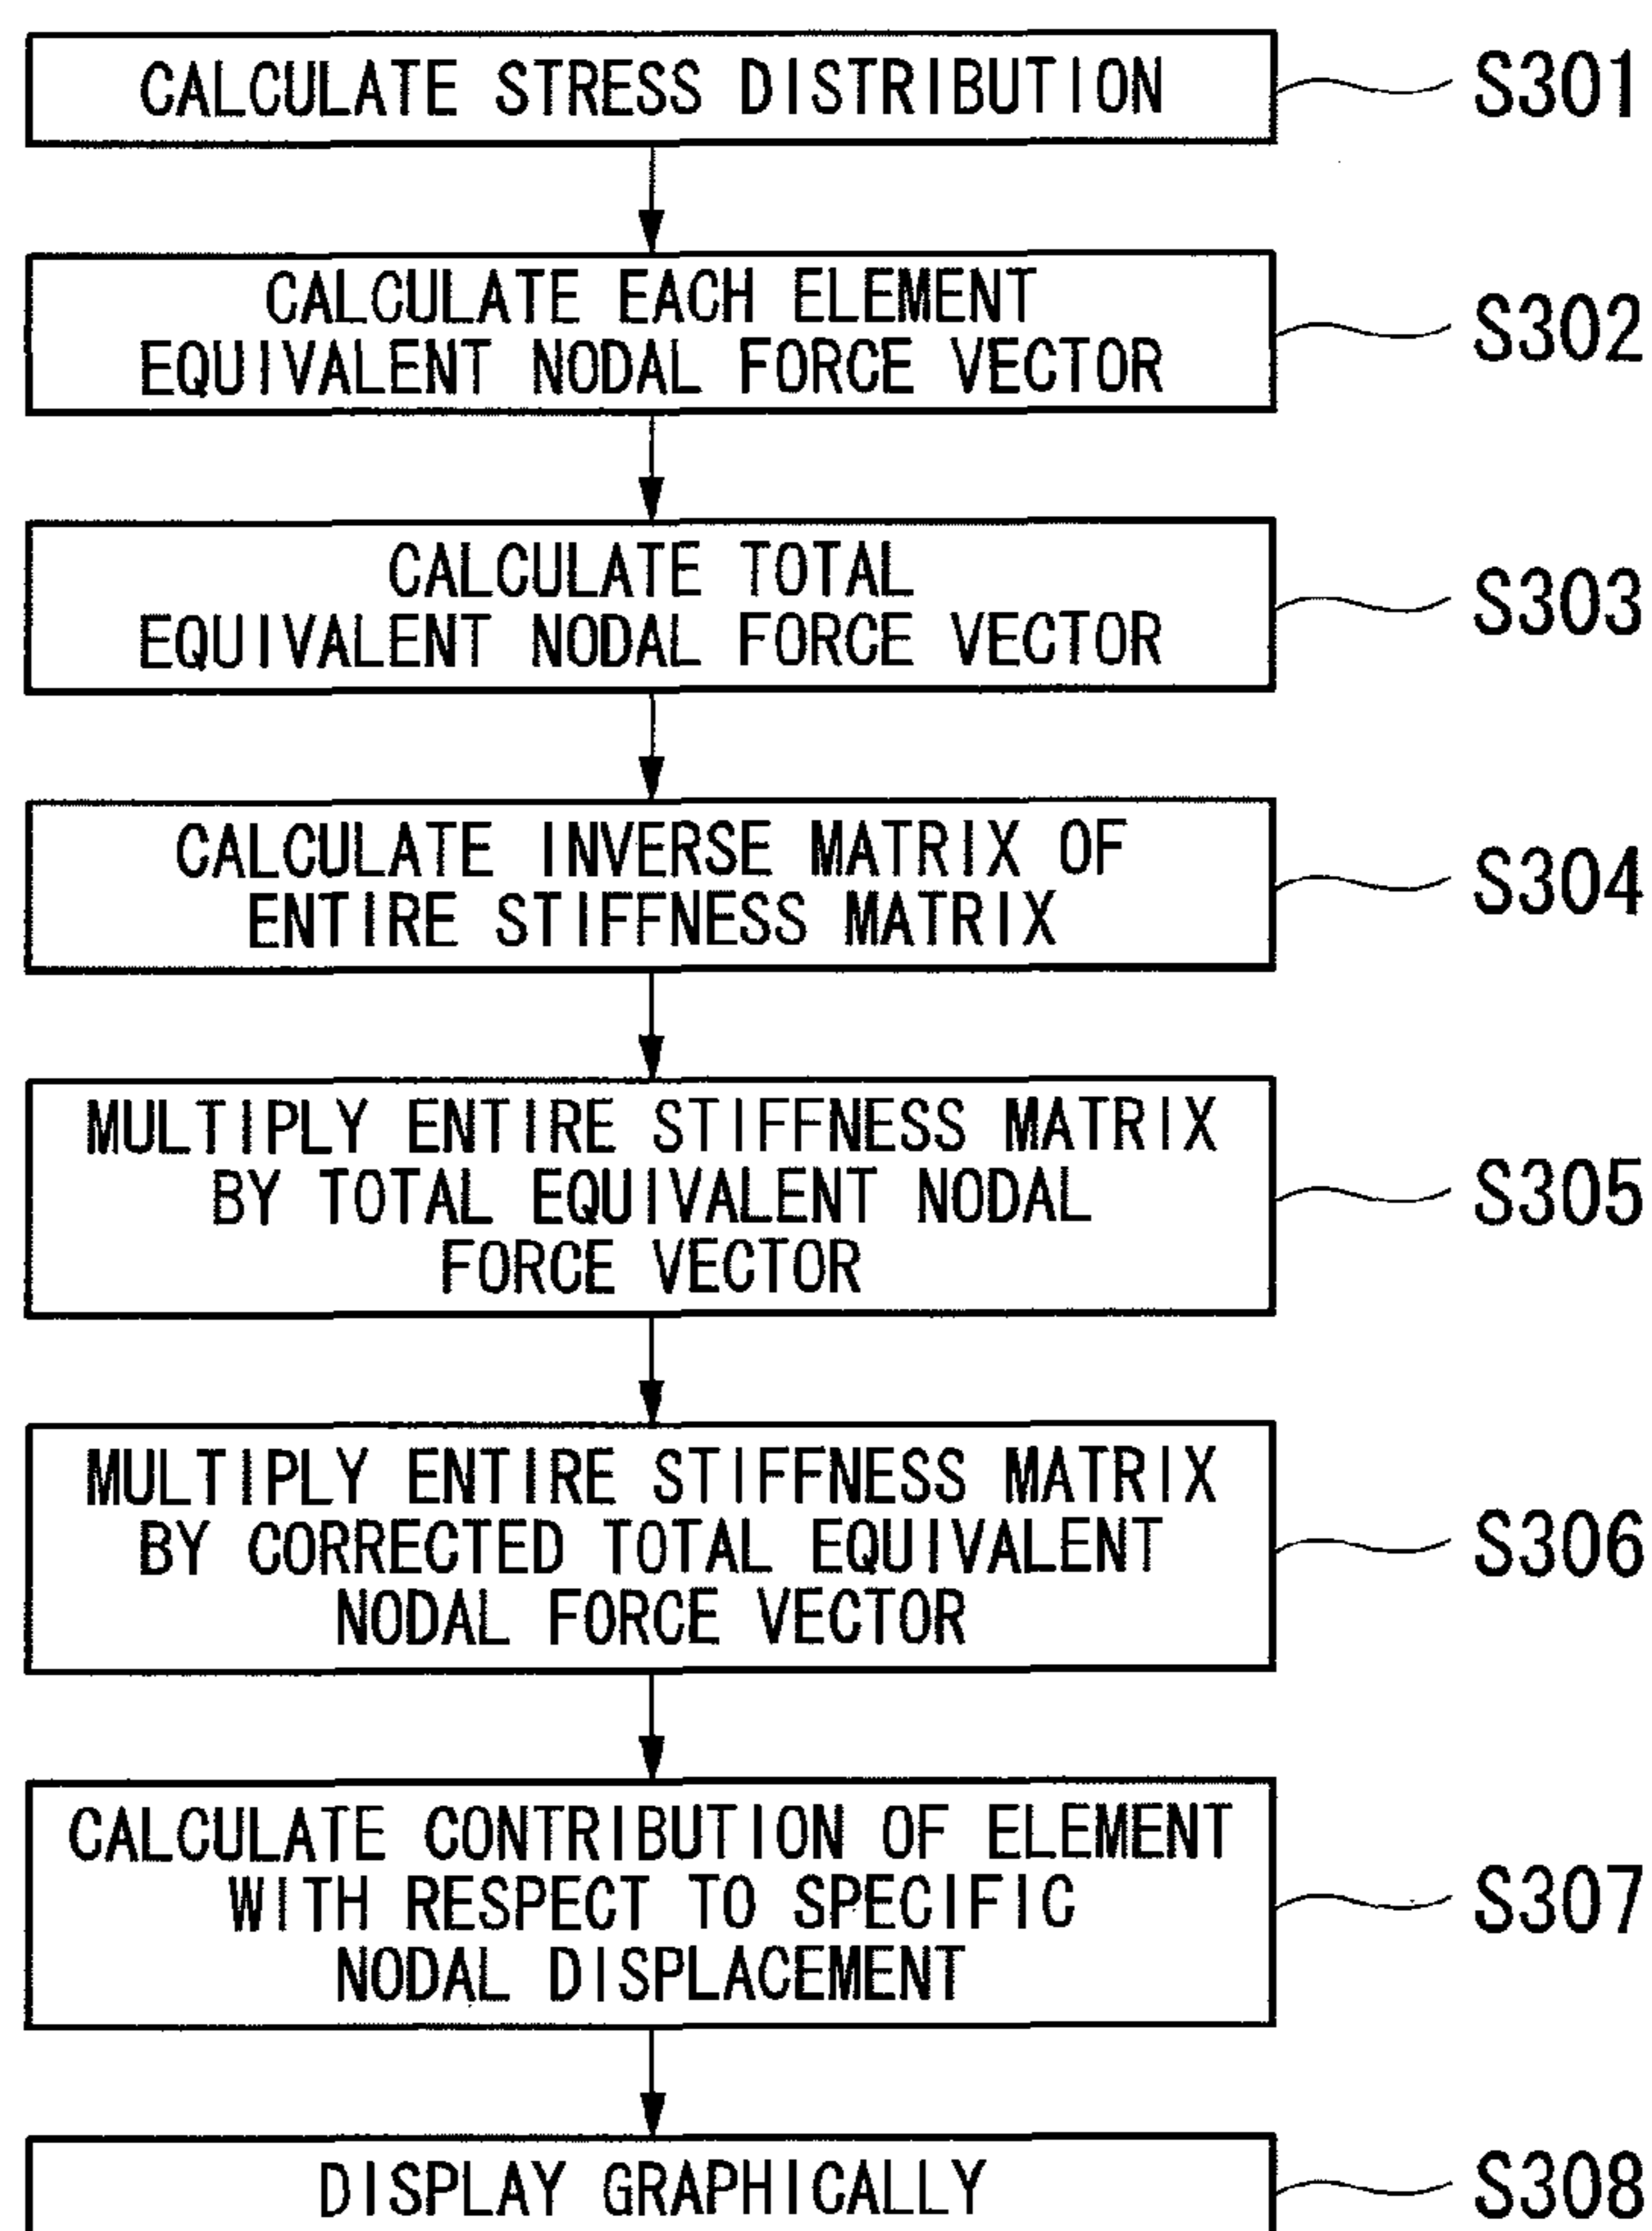 CALCULATE STRESS DISTRIBUTION
S301
CALCULATE EACH ELEMENT
EQUIVALENT NODAL FORCE VECTOR
S302
CALCULATE TOTAL
EQUIVALENT NODAL FORCE VECTOR
S303
CALCULATE INVERSE MATRIX OF
ENTIRE STIFFNESS MATRIX
S304
MULTIPLY ENTIRE STIFFNESS MATRIX
BY TOTAL EQUIVALENT NODAL
FORCE VECTOR
S305
MULTIPLY ENTIRE STIFFNESS MATRIX
BY CORRECTED TOTAL EQUIVALENT
NODAL FORCE VECTOR
S306
CALCULATE CONTRIBUTION OF ELEMENT
WITH RESPECT TO SPECIFIC
NODAL DISPLACEMENT
S307
DISPLAY GRAPHICALLY
S308